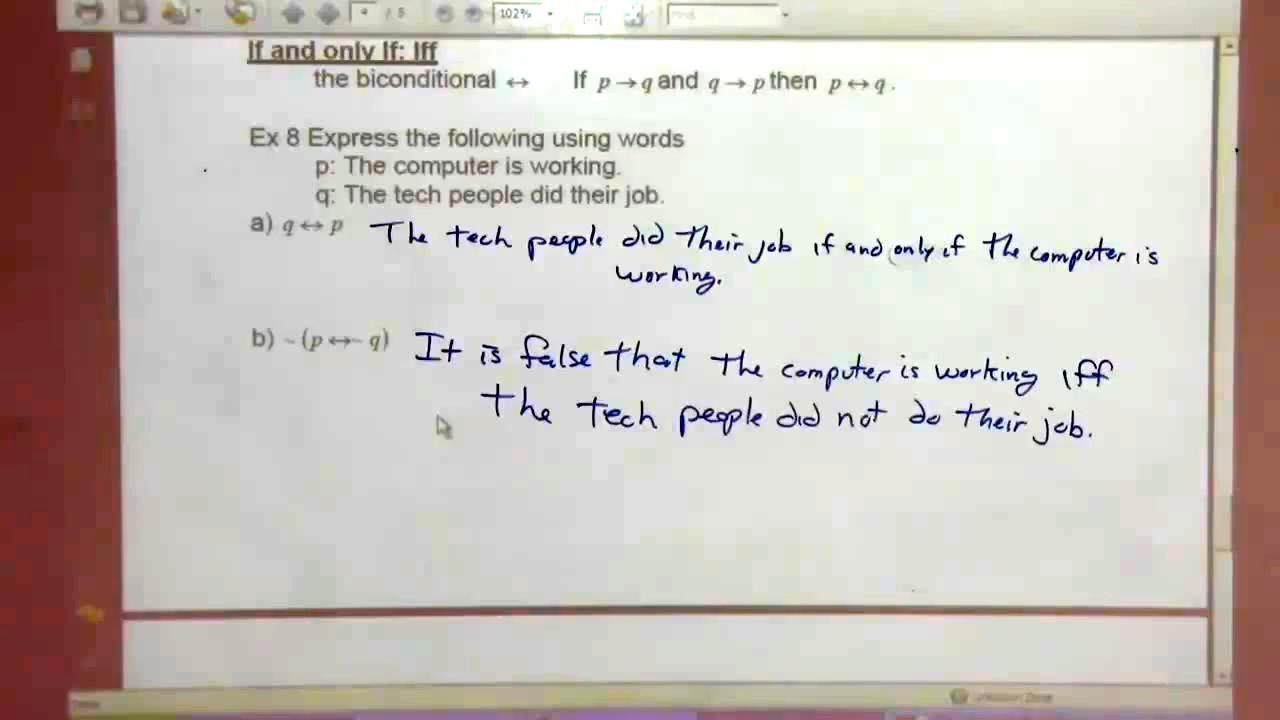 4 / 5 102%
If and only If: Iff
the biconditional ↔ If p → q and q → p then p ↔ q.
Ex 8 Express the following using words
p: The computer is working.
q: The tech people did their job.
a) q ↔ p The tech people did their job if and only if the computer is
working.
b) ~(p ↔ ~q) It is false that the computer is working iff
the tech people did not do their job.